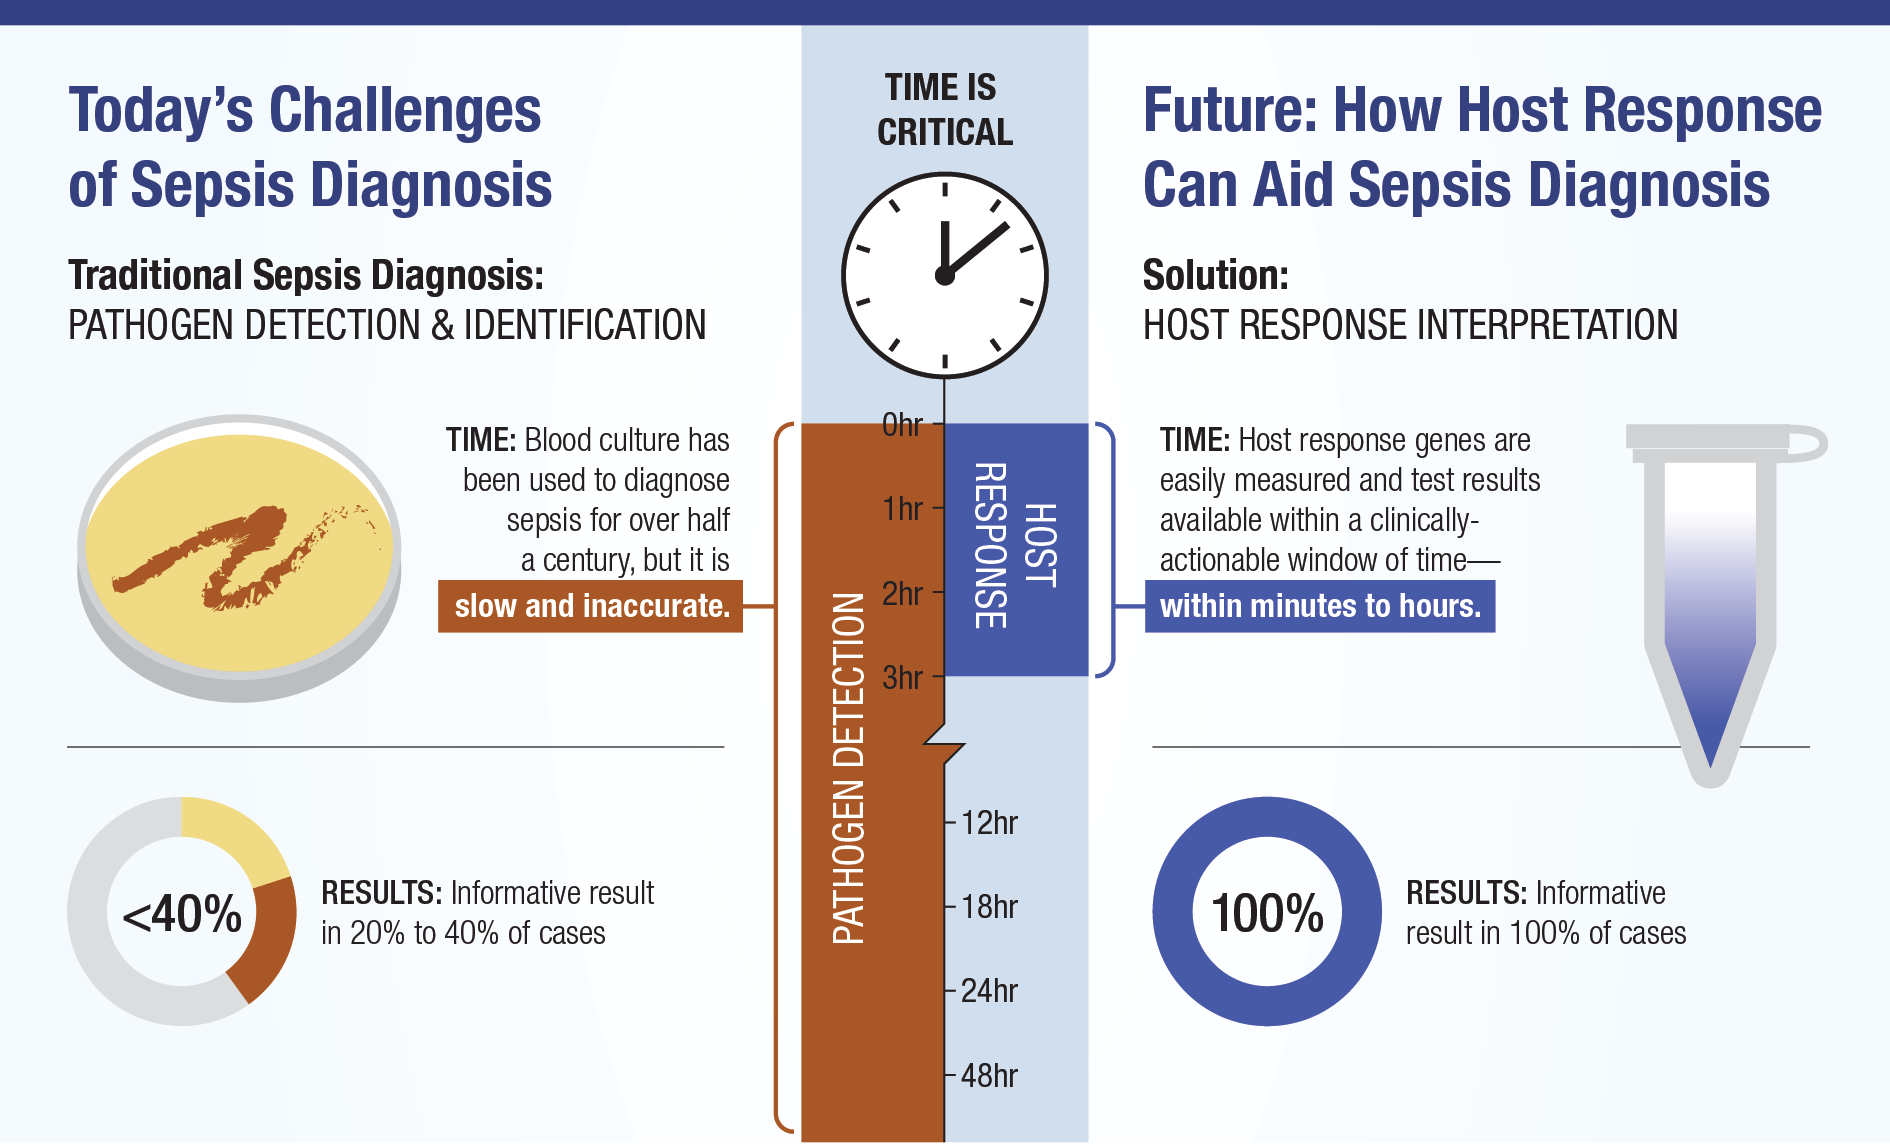 Today’s Challenges
of Sepsis Diagnosis
Traditional Sepsis Diagnosis:
PATHOGEN DETECTION & IDENTIFICATION
TIME: Blood culture has
been used to diagnose
sepsis for over half
a century, but it is
slow and inaccurate.
<40%
RESULTS: Informative result
in 20% to 40% of cases
TIME IS
CRITICAL
0hr
1hr
2hr
3hr
12hr
18hr
24hr
48hr
PATHOGEN DETECTION
HOST
RESPONSE
Future: How Host Response
Can Aid Sepsis Diagnosis
Solution:
HOST RESPONSE INTERPRETATION
TIME: Host response genes are
easily measured and test results
available within a clinically-
actionable window of time—
within minutes to hours.
100%
RESULTS: Informative
result in 100% of cases